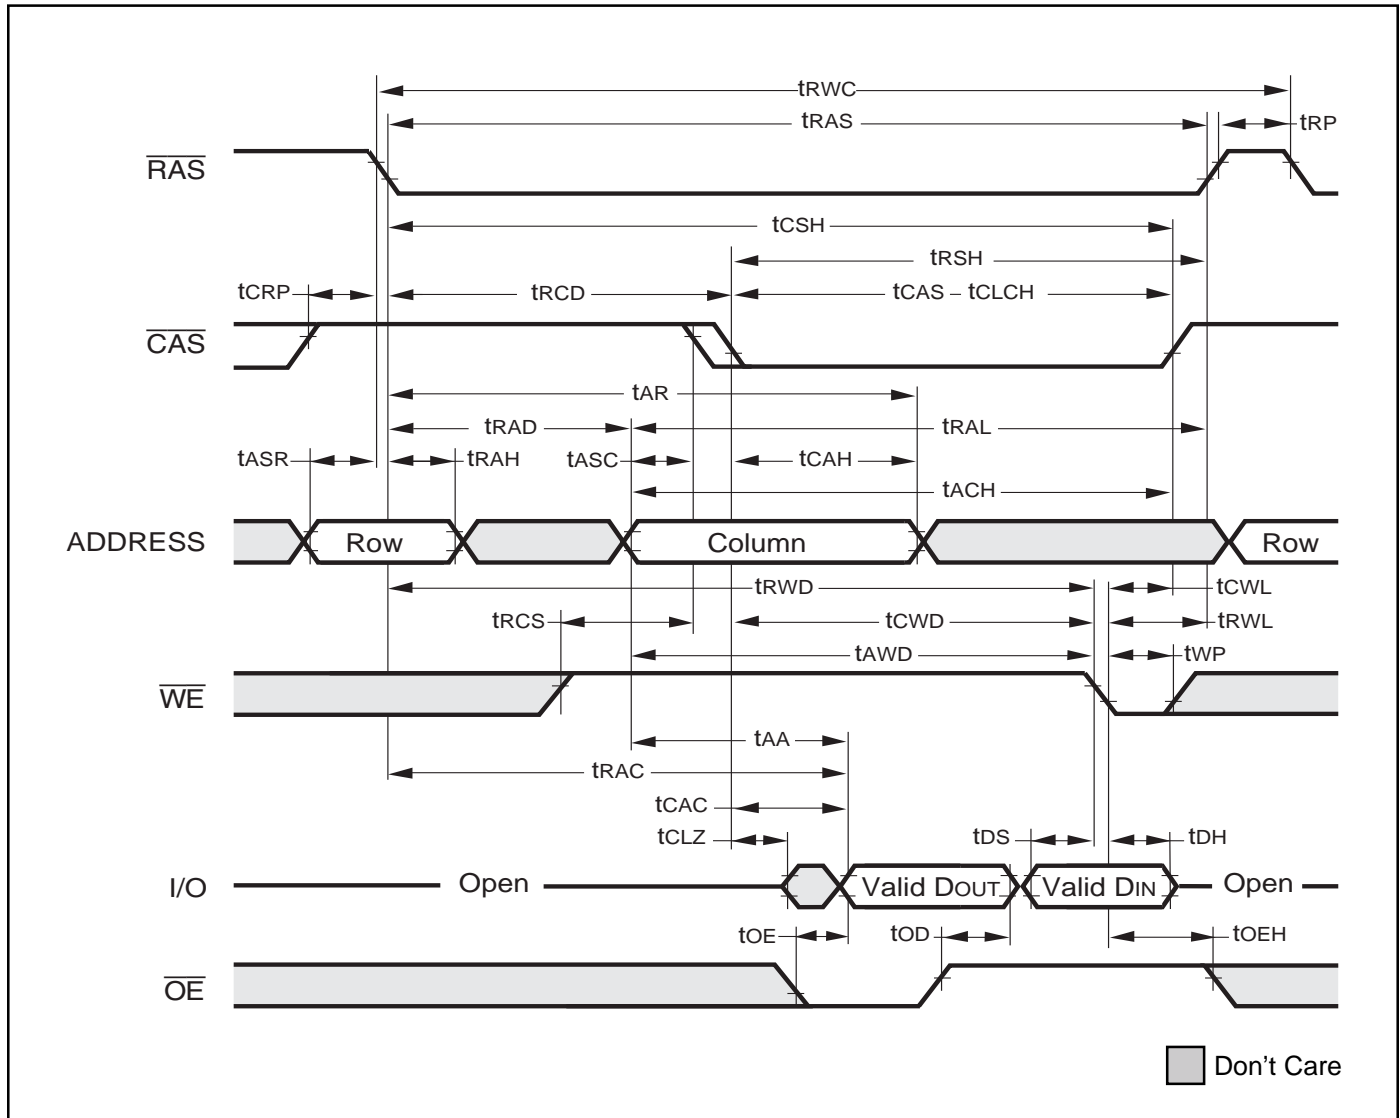 tRWC
tRAS
tRP
RAS
tCSH
tRSH
tCRP
tRCD
tCAS
tCLCH
CAS
tAR
tRAD
tRAL
tASR
tRAH
tASC
tCAH
tACH
ADDRESS
Row
Column
Row
tRWD
tCWL
tRCS
tCWD
tRWL
tAWD
tWP
WE
tAA
tRAC
tCAC
tCLZ
tDS
tDH
I/O
Open
Valid DOUT
Valid DIN
Open
tOE
tOD
tOEH
OE
Don't Care